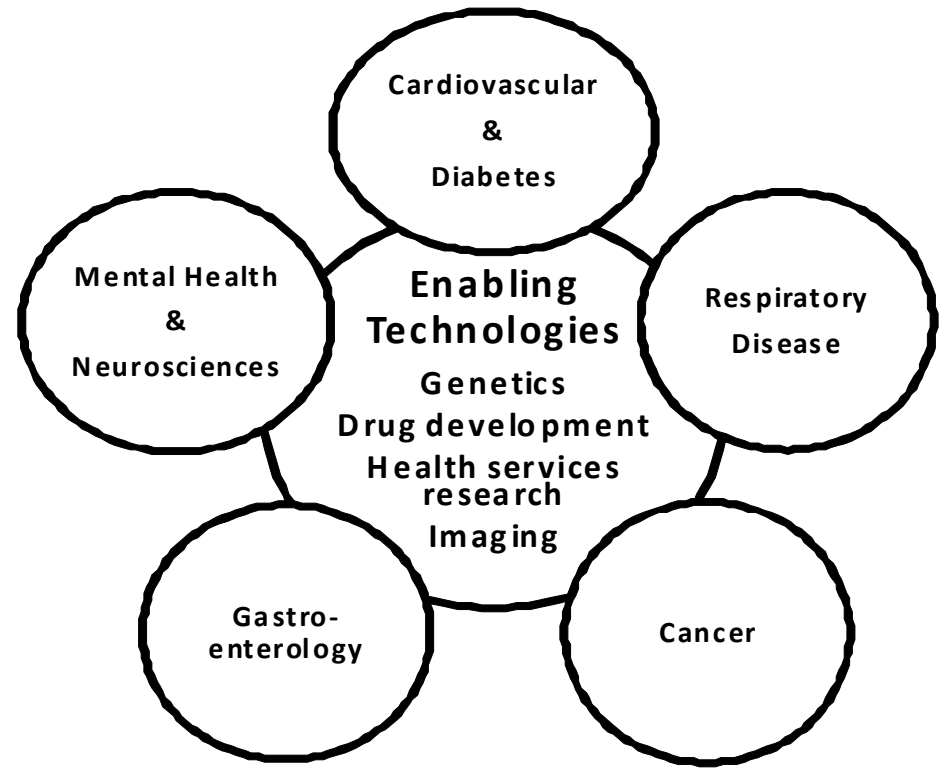 Cardiovascular
&
Diabetes
Mental Health
&
Neurosciences
Respiratory
Disease
Enabling
Technologies
Genetics
Drug development
Health services
research
Imaging
Gastro-
enterology
Cancer